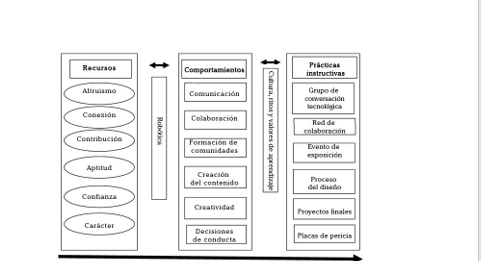 Recursos
Altruismo
Conexión
Contribución
Aptitud
Confianza
Carácter
Robótica
Comportamientos
Comunicación
Colaboración
Formación de
comunidades
Creación
del contenido
Creatividad
Decisiones
de conducta
Cultura, ritos y valores de aprendizaje
Prácticas
instructivas
Grupo de
conversación
tecnológica
Red de
colaboración
Evento de
exposición
Proceso
del diseño
Proyectos finales
Placas de pericia